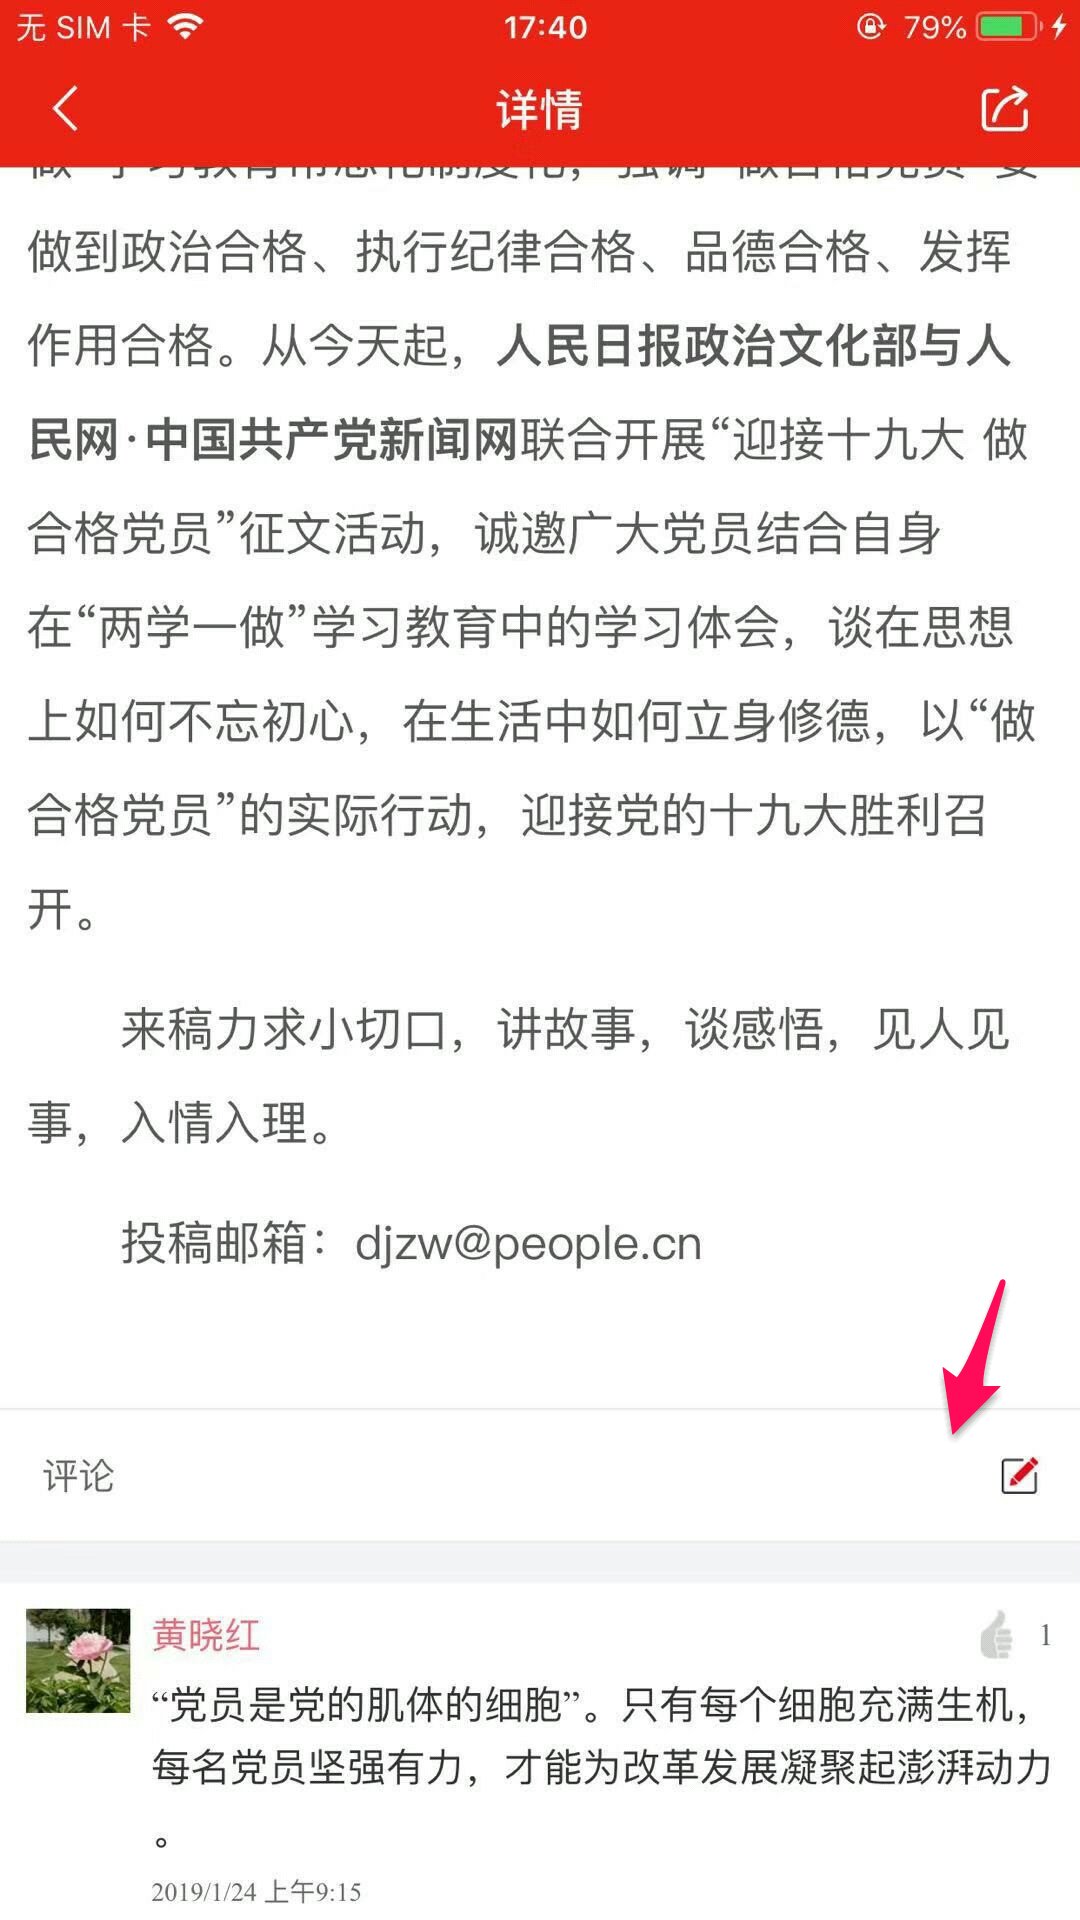 无 SIM 卡
17:40
79%
详情
做到政治合格、执行纪律合格、品德合格、发挥
作用合格。从今天起，人民日报政治文化部与人
民网·中国共产党新闻网联合开展“迎接十九大 做
合格党员”征文活动，诚邀广大党员结合自身
在“两学一做”学习教育中的学习体会，谈在思想
上如何不忘初心，在生活中如何立身修德，以“做
合格党员”的实际行动，迎接党的十九大胜利召
开。
来稿力求小切口，讲故事，谈感悟，见人见
事，入情入理。
投稿邮箱：djzw@people.cn
评论
黄晓红
1
“党员是党的肌体的细胞”。只有每个细胞充满生机，
每名党员坚强有力，才能为改革发展凝聚起澎湃动力
。
2019/1/24 上午9:15